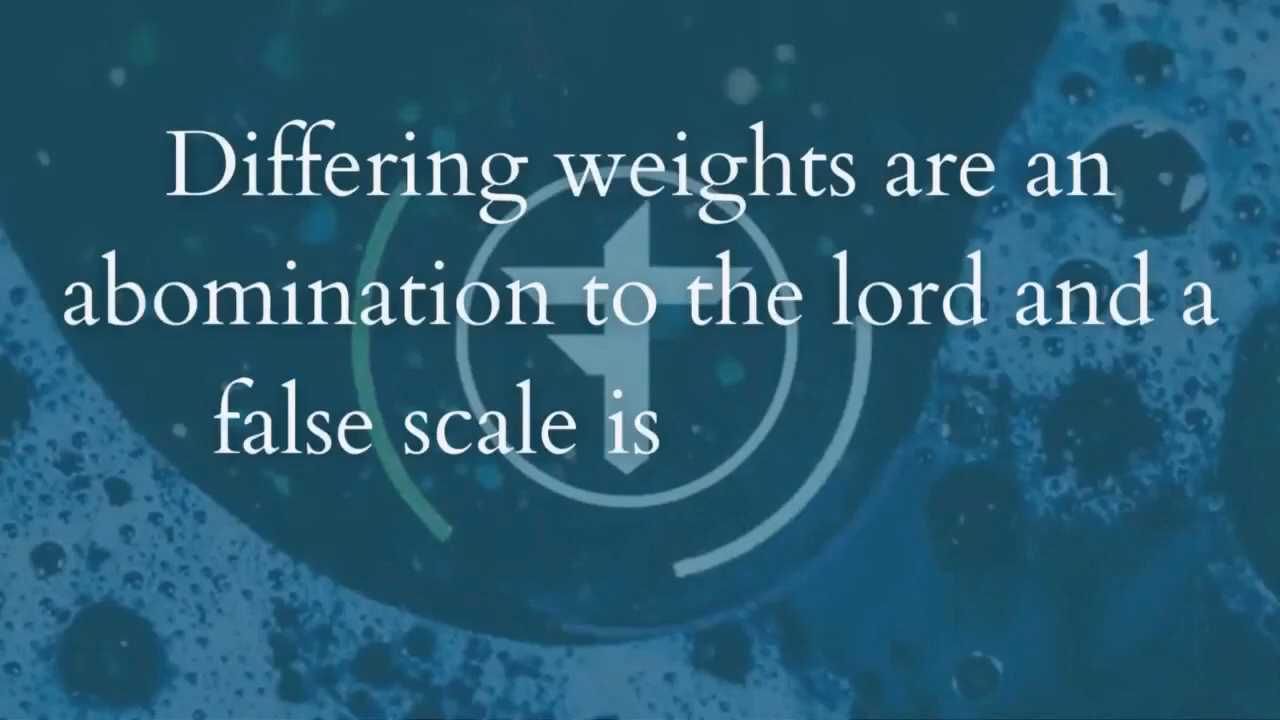 Differing weights are an
abomination to the lord and a
false scale is